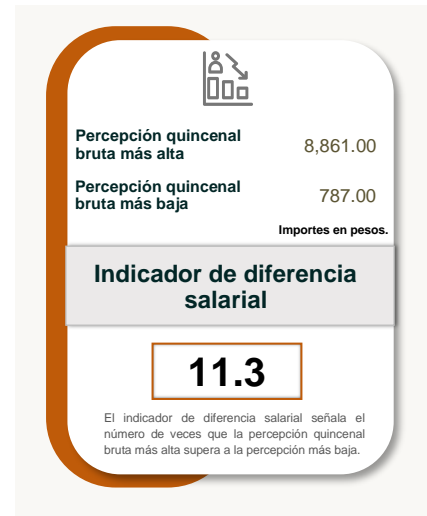 Percepción quincenal
bruta más alta
8,861.00
Percepción quincenal
bruta más baja
787.00
Importes en pesos.
Indicador de diferencia
salarial
11.3
El indicador de diferencia salarial señala el
número de veces que la percepción quincenal
bruta más alta supera a la percepción más baja.